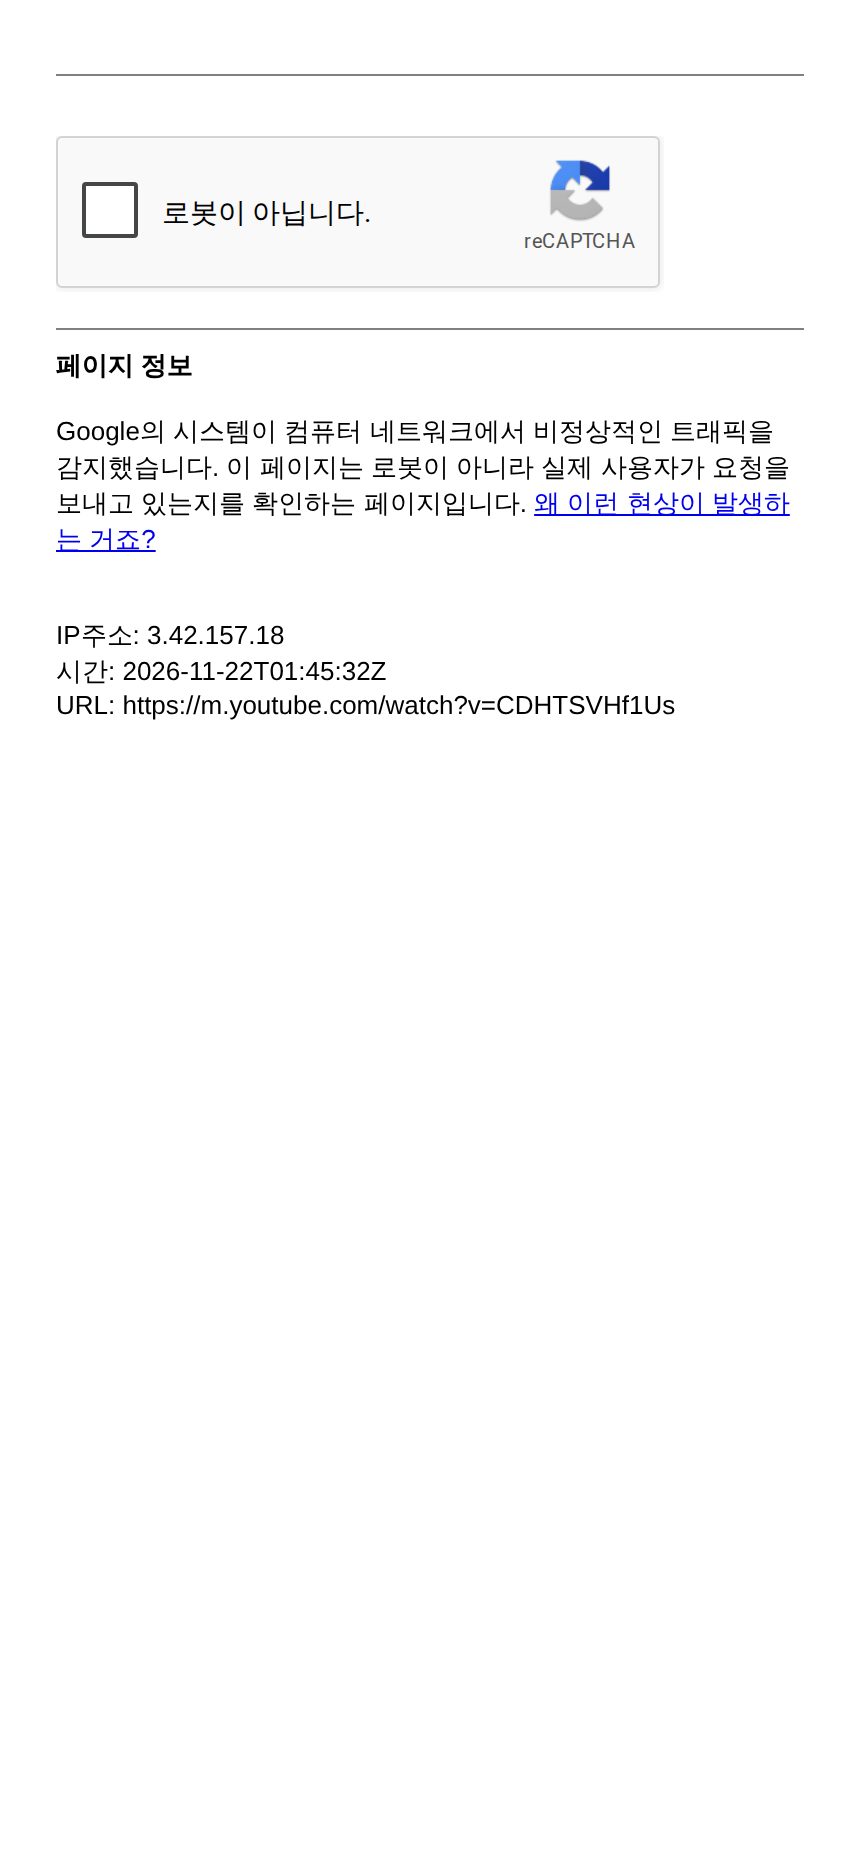 로봇이 아닙니다.
reCAPTCHA
페이지 정보
Google의 시스템이 컴퓨터 네트워크에서 비정상적인 트래픽을
감지했습니다. 이 페이지는 로봇이 아니라 실제 사용자가 요청을
보내고 있는지를 확인하는 페이지입니다. 왜 이런 현상이 발생하
는 거죠?
IP주소: 3.42.157.18
시간: 2026-11-22T01:45:32Z
URL: https://m.youtube.com/watch?v=CDHTSVHf1Us